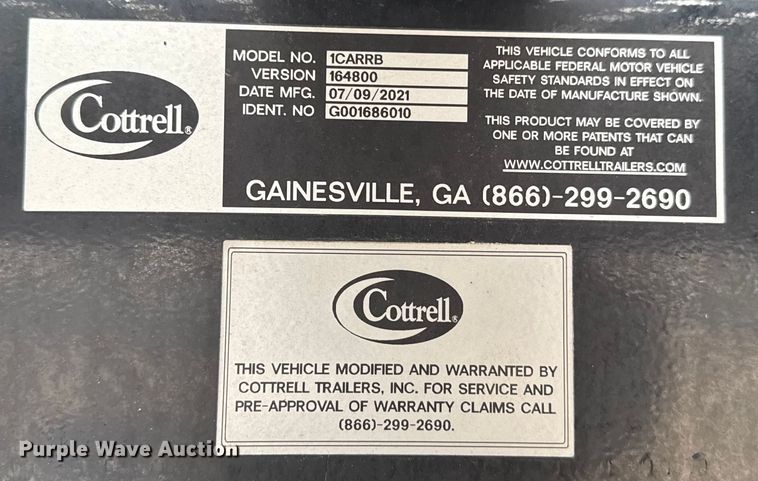 Cottrell®
MODEL NO. 1CARRB
VERSION 164800
DATE MFG. 07/09/2021
IDENT. NO G001686010
THIS VEHICLE CONFORMS TO ALL
APPLICABLE FEDERAL MOTOR VEHICLE
SAFETY STANDARDS IN EFFECT ON
THE DATE OF MANUFACTURE SHOWN.
THIS PRODUCT MAY BE COVERED BY
ONE OR MORE PATENTS THAT CAN
BE FOUND AT
WWW.COTTRELLTRAILERS.COM
GAINESVILLE, GA (866)-299-2690
Cottrell®
THIS VEHICLE MODIFIED AND WARRANTED BY
COTTRELL TRAILERS, INC. FOR SERVICE AND
PRE-APPROVAL OF WARRANTY CLAIMS CALL
(866)-299-2690.
Purple Wave Auction